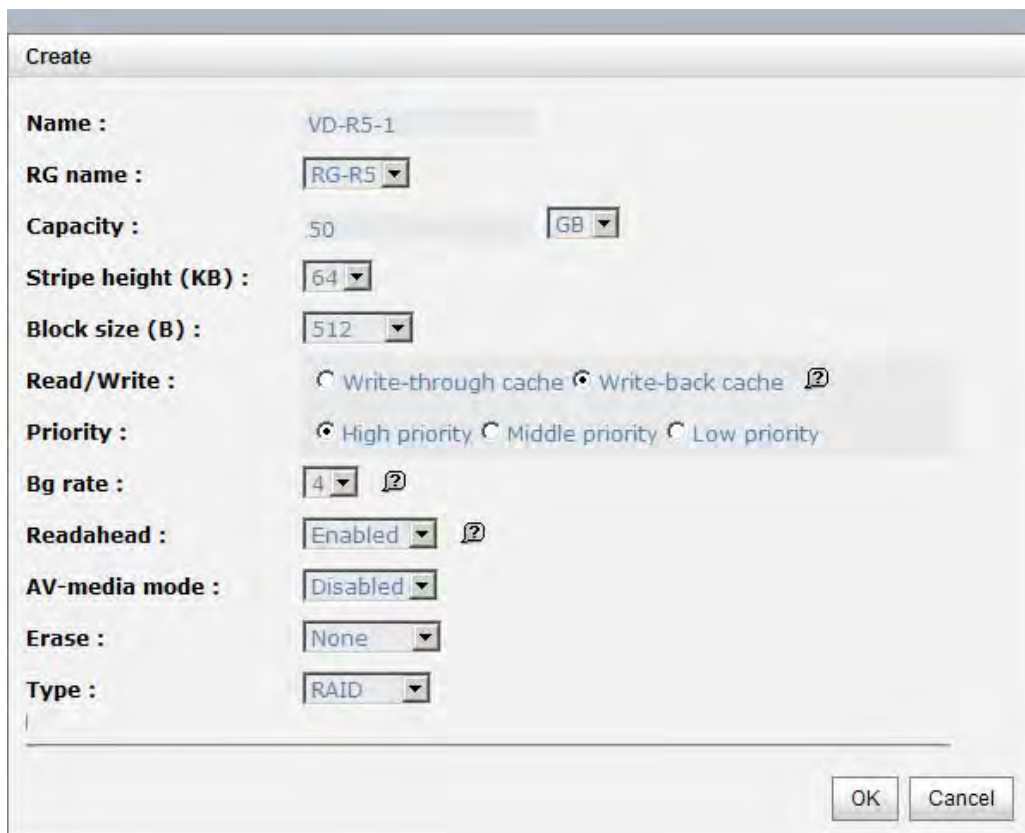 Create
Name : VD-R5-1
RG name : RG-R5
Capacity : 50 GB
Stripe height (KB) : 64
Block size (B) : 512
Read/Write : Write-through cache Write-back cache
Priority : High priority Middle priority Low priority
Bg rate : 4
Readahead : Enabled
AV-media mode : Disabled
Erase : None
Type : RAID
OK Cancel